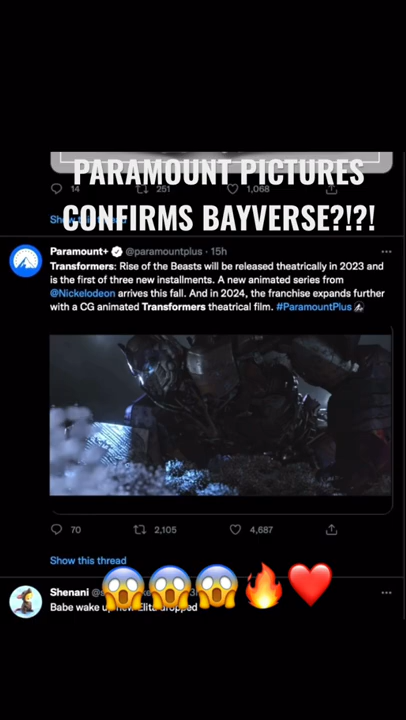 PARAMOUNT PICTURES
14 251 1,068
CONFIRMS BAYVERSE?!?!
Paramount+ @paramountplus · 15h
Transformers: Rise of the Beasts will be released theatrically in 2023 and
is the first of three new installments. A new animated series from
@Nickelodeon arrives this fall. And in 2024, the franchise expands further
with a CG animated Transformers theatrical film. #ParamountPlus
70 2,105 4,687
Show this thread
Shenani
Babe wake up new Elita dropped